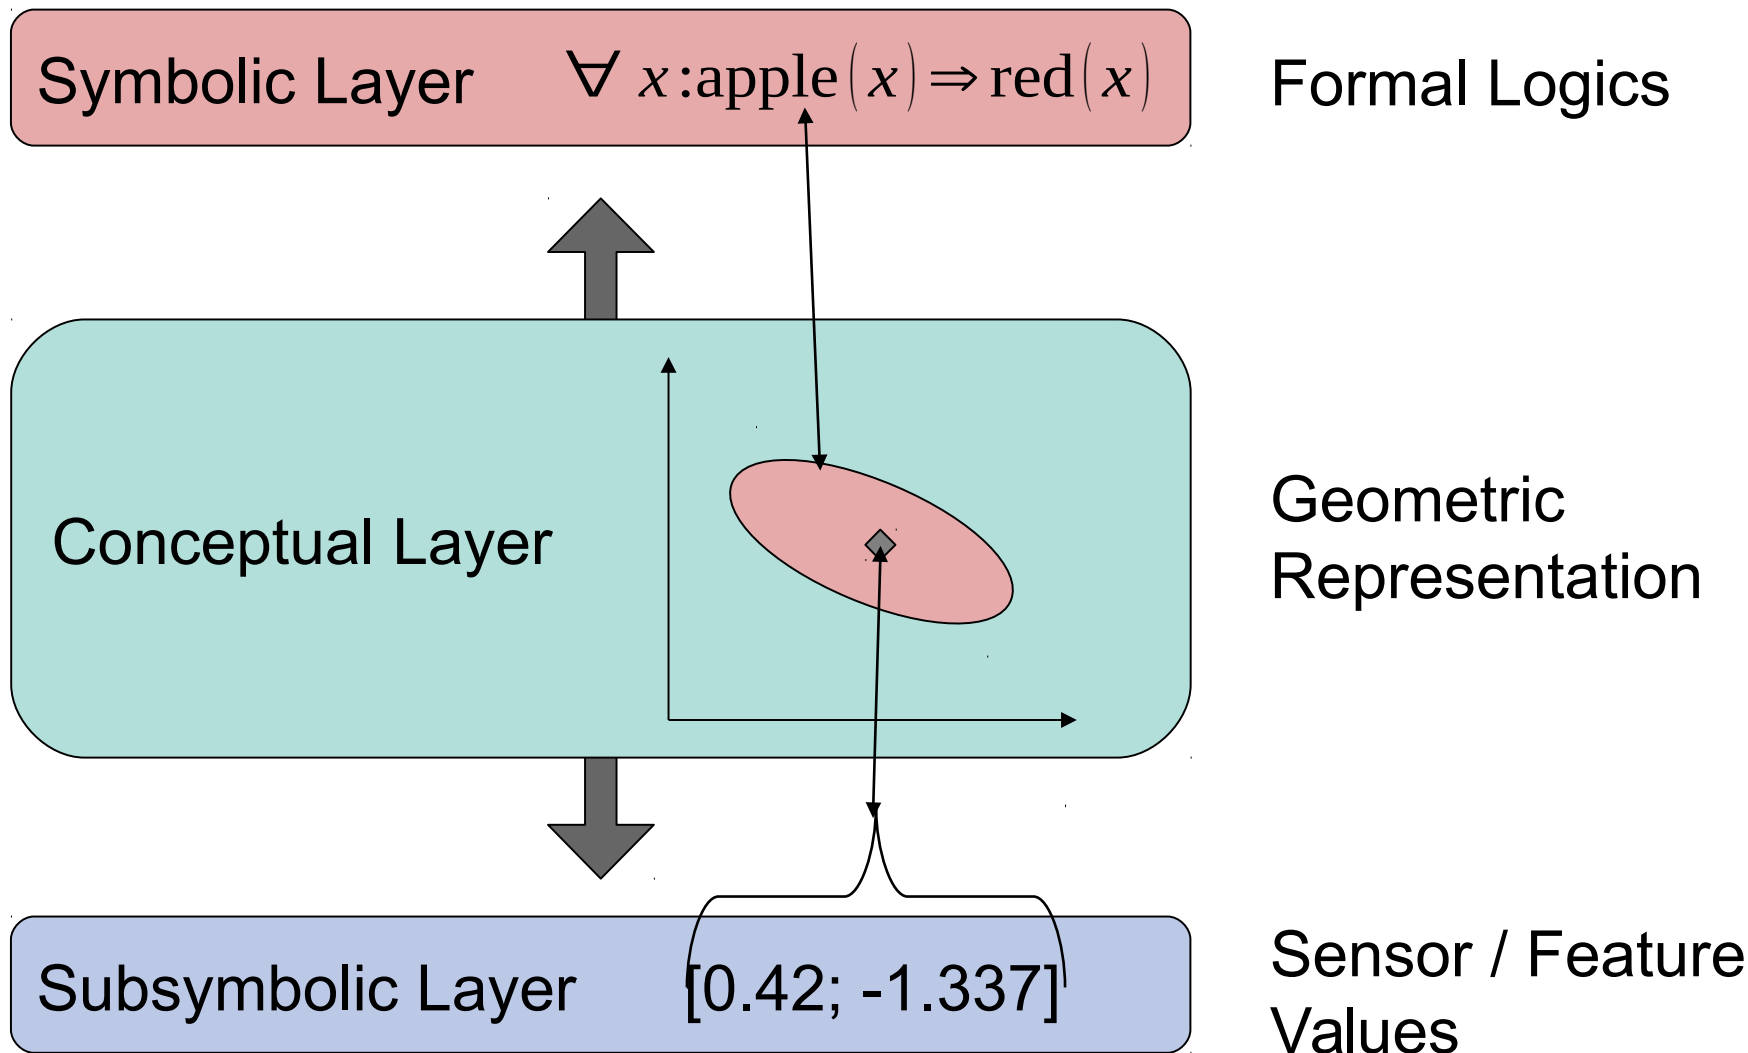 Symbolic Layer ∀ x:apple(x)⇒red(x) Formal Logics
Conceptual Layer
Geometric
Representation
Subsymbolic Layer [0.42; -1.337]
Sensor / Feature
Values